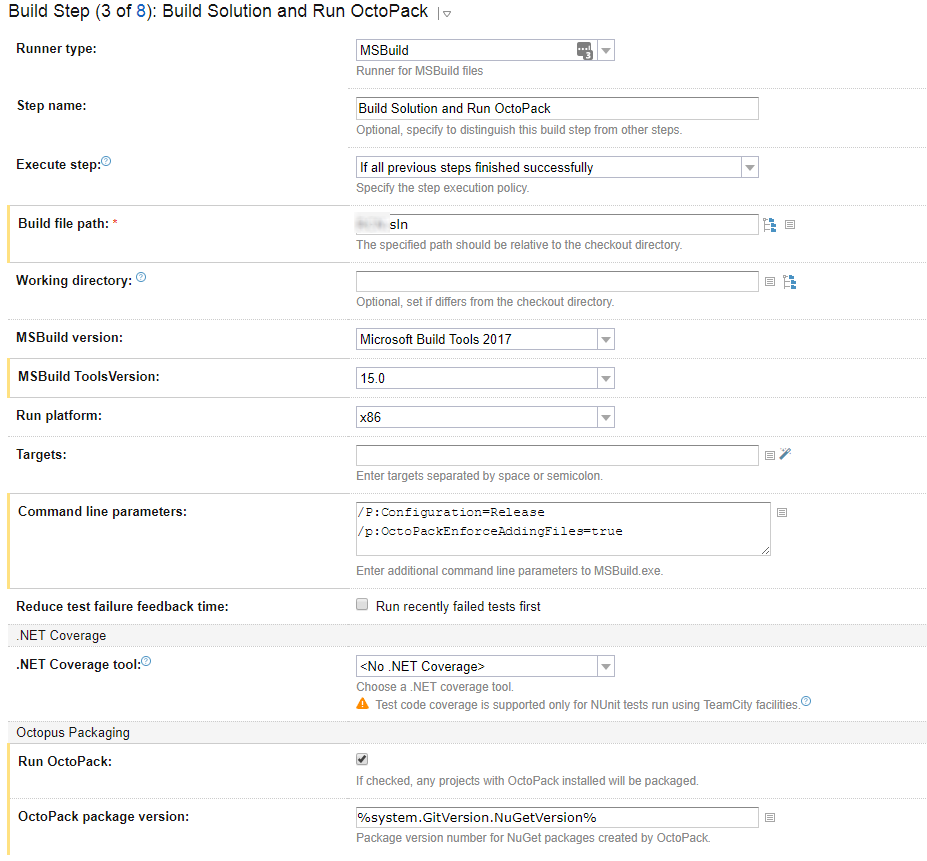 Build Step (3 of 8): Build Solution and Run OctoPack
Runner type:
MSBuild
3
Runner for MSBuild files
Step name:
Build Solution and Run OctoPack
Optional, specify to distinguish this build step from other steps.
Execute step:
If all previous steps finished successfully
Specify the step execution policy.
Build file path: *
sln
The specified path should be relative to the checkout directory.
Working directory:
Optional, set if differs from the checkout directory.
MSBuild version:
Microsoft Build Tools 2017
MSBuild ToolsVersion:
15.0
Run platform:
x86
Targets:
Enter targets separated by space or semicolon.
Command line parameters:
/P:Configuration=Release
/p:OctoPackEnforceAddingFiles=true
Enter additional command line parameters to MSBuild.exe.
Reduce test failure feedback time:
Run recently failed tests first
.NET Coverage
.NET Coverage tool:
<No .NET Coverage>
Choose a .NET coverage tool.
Test code coverage is supported only for NUnit tests run using TeamCity facilities.
Octopus Packaging
Run OctoPack:
If checked, any projects with OctoPack installed will be packaged.
OctoPack package version:
%system.GitVersion.NuGetVersion%
Package version number for NuGet packages created by OctoPack.